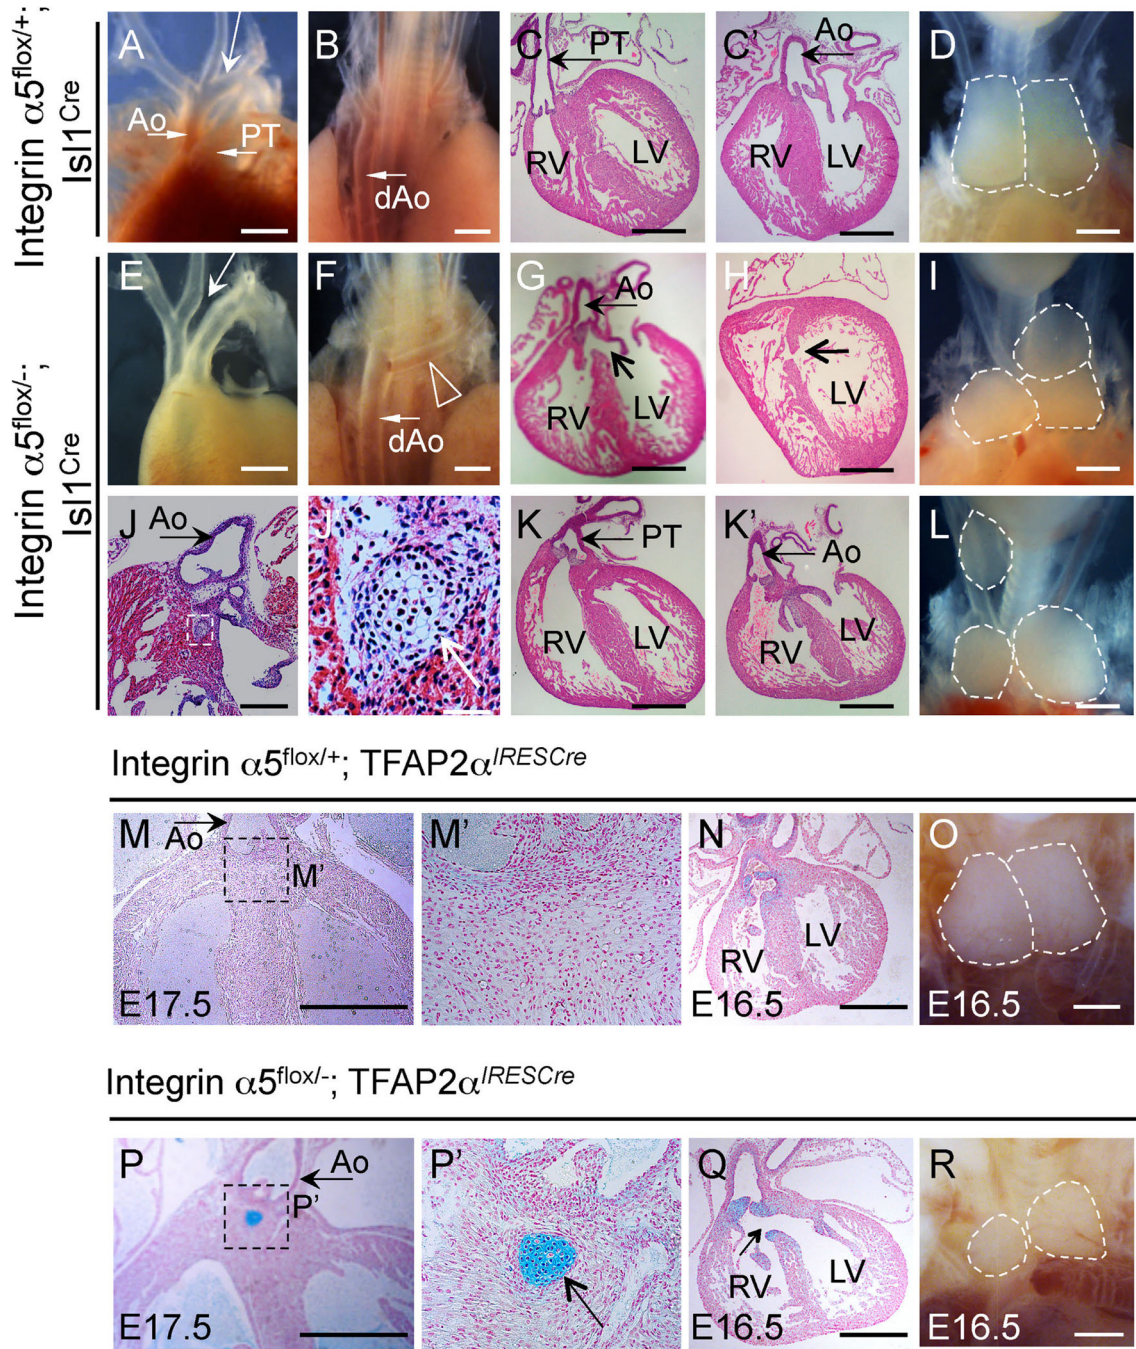 Integrin α5flox/+;
Isl1Cre
A
Ao
PT
B
dAo
C
PT
RV
LV
C'
Ao
RV
LV
D
Integrin α5flox/-;
Isl1Cre
E
F
dAo
G
Ao
RV
LV
H
LV
I
J
Ao
J'
K
PT
RV
LV
K'
Ao
RV
LV
L
Integrin α5flox/+; TFAP2αIRESCre
M
Ao
M'
E17.5
M'
N
RV
LV
E16.5
O
E16.5
Integrin α5flox/-; TFAP2αIRESCre
P
Ao
P'
E17.5
P'
Q
RV
LV
E16.5
R
E16.5